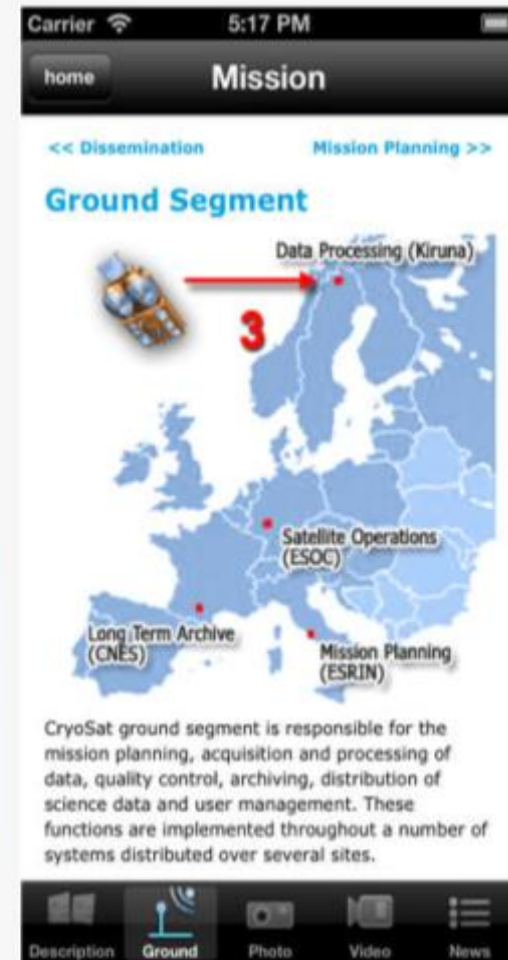 Carrier 5:17 PM
home Mission
<< Dissemination Mission Planning >>
Ground Segment
Data Processing (Kiruna)
3
Satellite Operations
(ESOC)
Long Term Archive
(CNES)
Mission Planning
(ESRIN)
CryoSat ground segment is responsible for the
mission planning, acquisition and processing of
data, quality control, archiving, distribution of
science data and user management. These
functions are implemented throughout a number of
systems distributed over several sites.
Description Ground Photo Video News